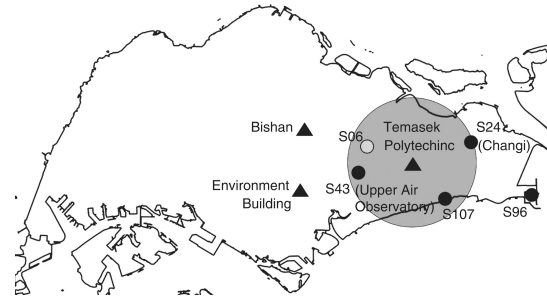 Bishan
S06
Temasek
Polytechinc
S24
(Changi)
Environment
Building
S43 (Upper Air
Observatory)
S107
S96